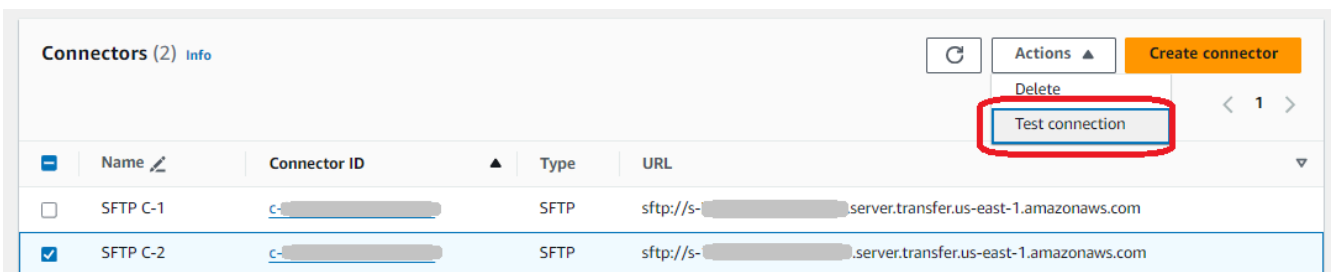 Connectors (2) Info
Actions Create connector
Delete
1
Test connection
Name Connector ID Type URL
SFTP C-1 c- SFTP sftp://s- .server.transfer.us-east-1.amazonaws.com
SFTP C-2 c- SFTP sftp://s- .server.transfer.us-east-1.amazonaws.com